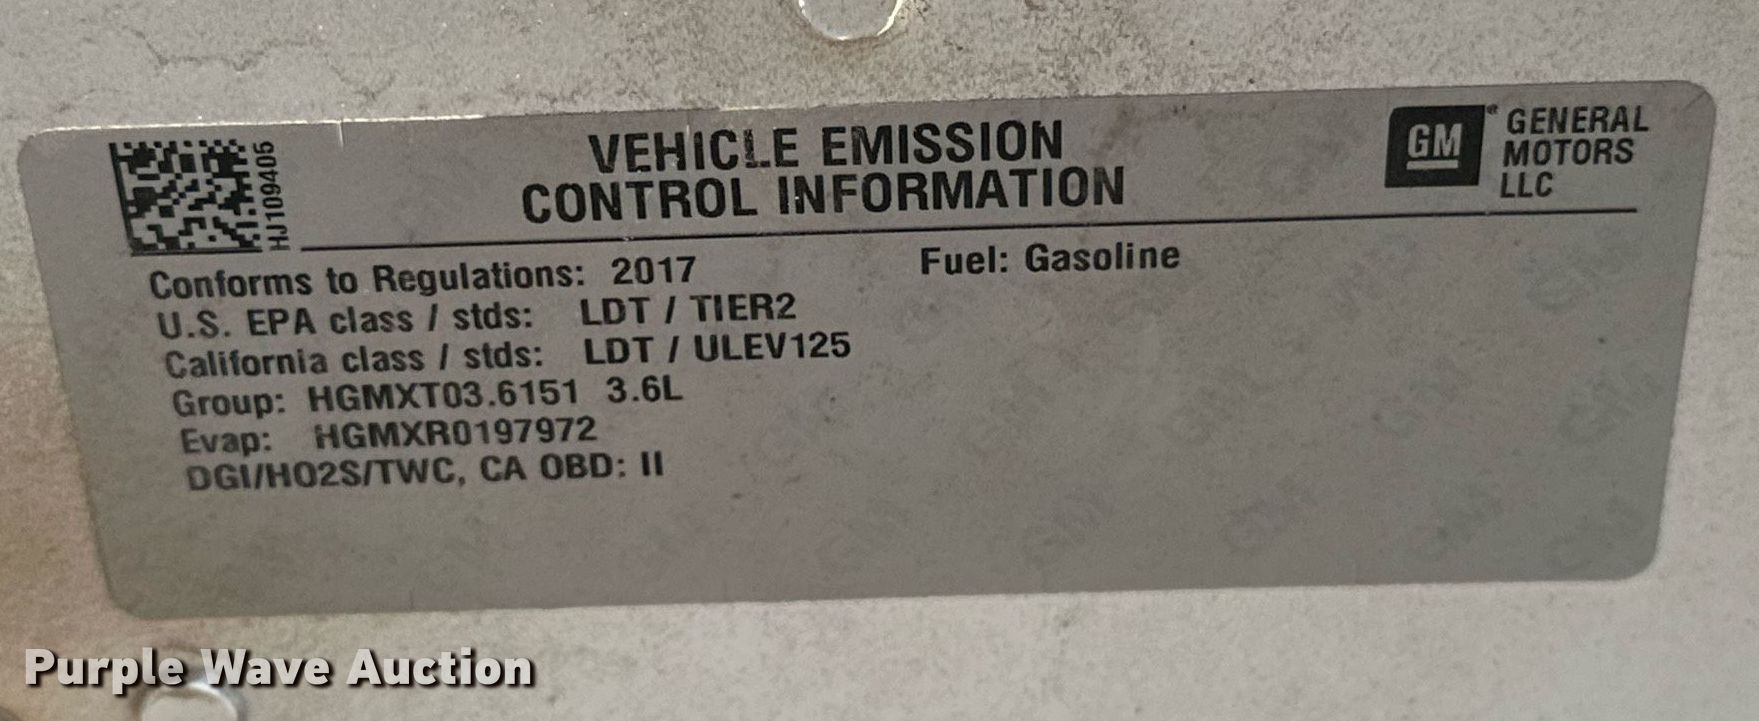 HJ109405
VEHICLE EMISSION
CONTROL INFORMATION
GM
® GENERAL
MOTORS
LLC
Conforms to Regulations: 2017
Fuel: Gasoline
U.S. EPA class / stds: LDT / TIER2
California class / stds: LDT / ULEV125
Group: HGMXT03.6151 3.6L
Evap: HGMXR0197972
DGI/HO2S/TWC, CA OBD: II
Purple Wave Auction